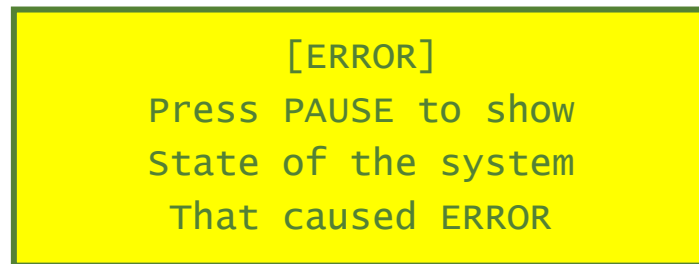 [ERROR]
Press PAUSE to show
State of the system
That caused ERROR